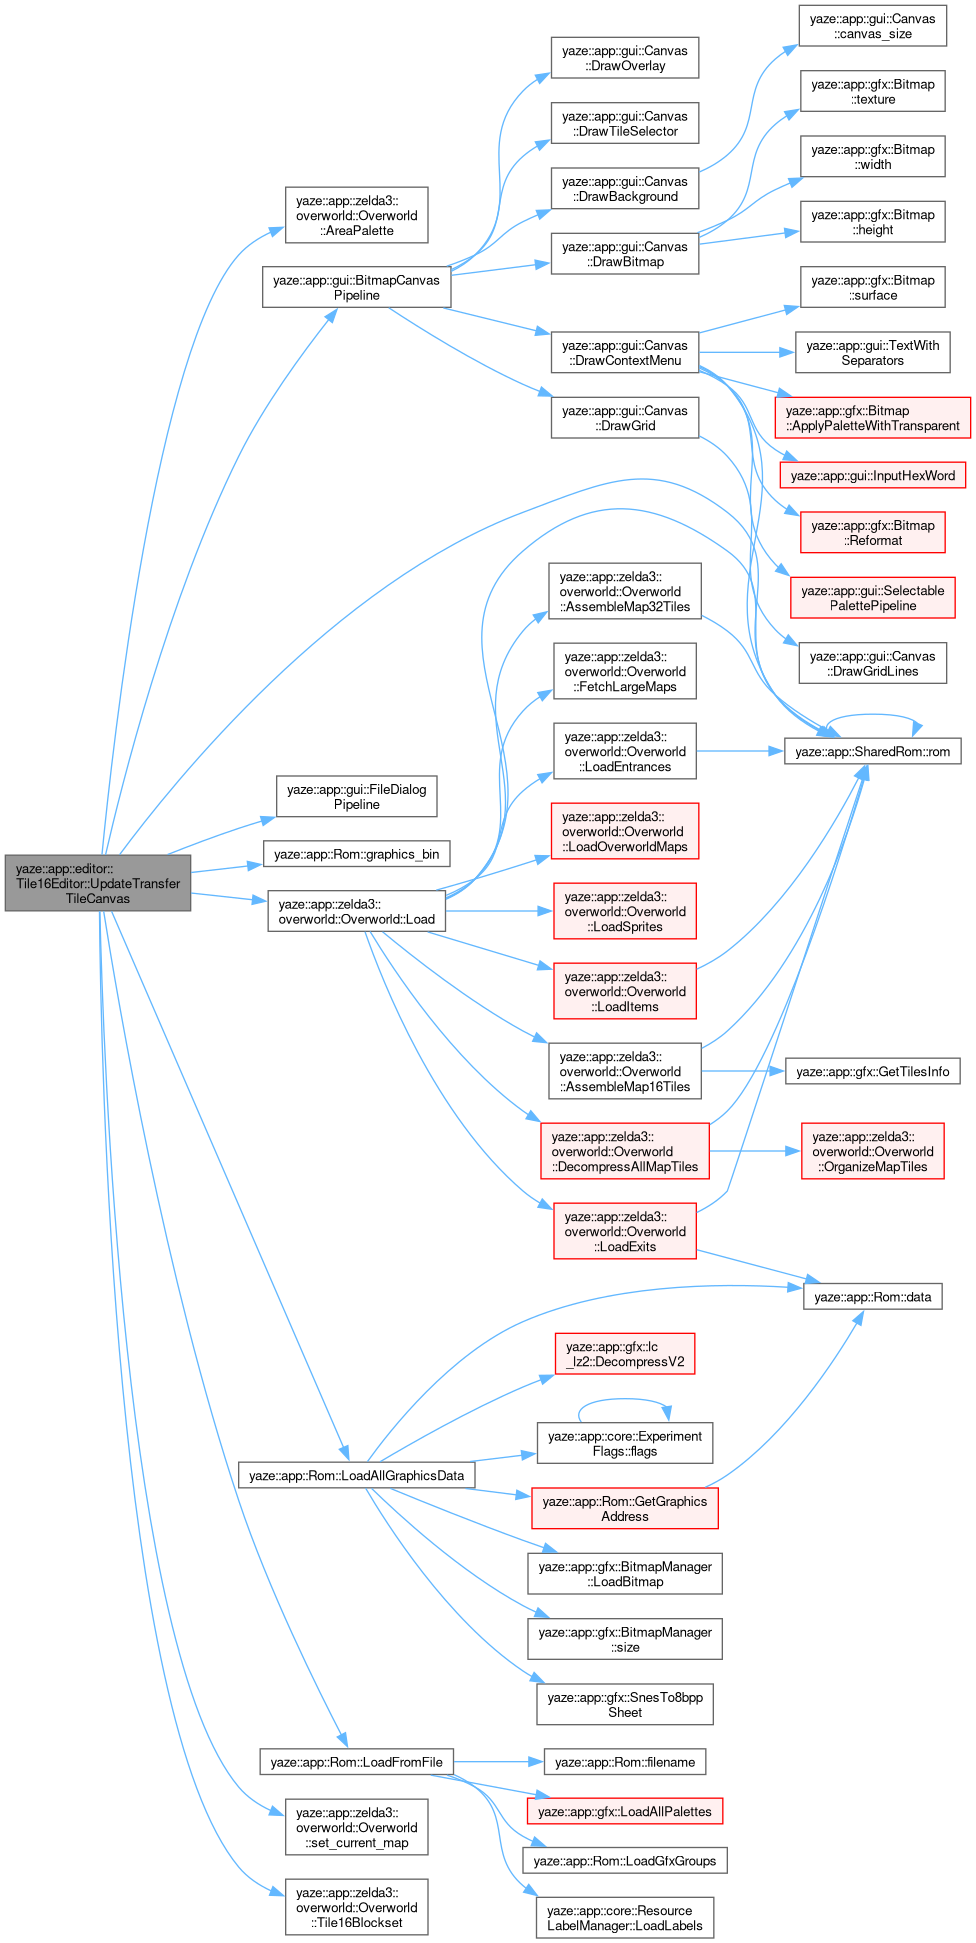 yaze::app::editor::
Tile16Editor::UpdateTransfer
TileCanvas
yaze::app::zelda3::
overworld::Overworld
::AreaPalette
yaze::app::gui::BitmapCanvas
Pipeline
yaze::app::gui::FileDialog
Pipeline
yaze::app::Rom::graphics_bin
yaze::app::zelda3::
overworld::Overworld::Load
yaze::app::Rom::LoadAllGraphicsData
yaze::app::Rom::LoadFromFile
yaze::app::zelda3::
overworld::Overworld
::set_current_map
yaze::app::zelda3::
overworld::Overworld
::Tile16Blockset
yaze::app::gui::Canvas
::DrawOverlay
yaze::app::gui::Canvas
::DrawTileSelector
yaze::app::gui::Canvas
::DrawBackground
yaze::app::gui::Canvas
::DrawBitmap
yaze::app::gui::Canvas
::DrawContextMenu
yaze::app::gui::Canvas
::DrawGrid
yaze::app::zelda3::
overworld::Overworld
::AssembleMap32Tiles
yaze::app::zelda3::
overworld::Overworld
::FetchLargeMaps
yaze::app::zelda3::
overworld::Overworld
::LoadEntrances
yaze::app::zelda3::
overworld::Overworld
::LoadOverworldMaps
yaze::app::zelda3::
overworld::Overworld
::LoadSprites
yaze::app::zelda3::
overworld::Overworld
::LoadItems
yaze::app::zelda3::
overworld::Overworld
::AssembleMap16Tiles
yaze::app::zelda3::
overworld::Overworld
::DecompressAllMapTiles
yaze::app::zelda3::
overworld::Overworld
::LoadExits
yaze::app::gfx::lc
_lz2::DecompressV2
yaze::app::core::Experiment
Flags::flags
yaze::app::Rom::GetGraphics
Address
yaze::app::gfx::BitmapManager
::LoadBitmap
yaze::app::gfx::BitmapManager
::size
yaze::app::gfx::SnesTo8bpp
Sheet
yaze::app::Rom::filename
yaze::app::gfx::LoadAllPalettes
yaze::app::Rom::LoadGfxGroups
yaze::app::core::Resource
LabelManager::LoadLabels
yaze::app::gui::Canvas
::canvas_size
yaze::app::gfx::Bitmap
::texture
yaze::app::gfx::Bitmap
::width
yaze::app::gfx::Bitmap
::height
yaze::app::gfx::Bitmap
::surface
yaze::app::gui::TextWith
Separators
yaze::app::gfx::Bitmap
::ApplyPaletteWithTransparent
yaze::app::gui::InputHexWord
yaze::app::gfx::Bitmap
::Reformat
yaze::app::gui::Selectable
PalettePipeline
yaze::app::gui::Canvas
::DrawGridLines
yaze::app::SharedRom::rom
yaze::app::gfx::GetTilesInfo
yaze::app::zelda3::
overworld::Overworld
::OrganizeMapTiles
yaze::app::Rom::data